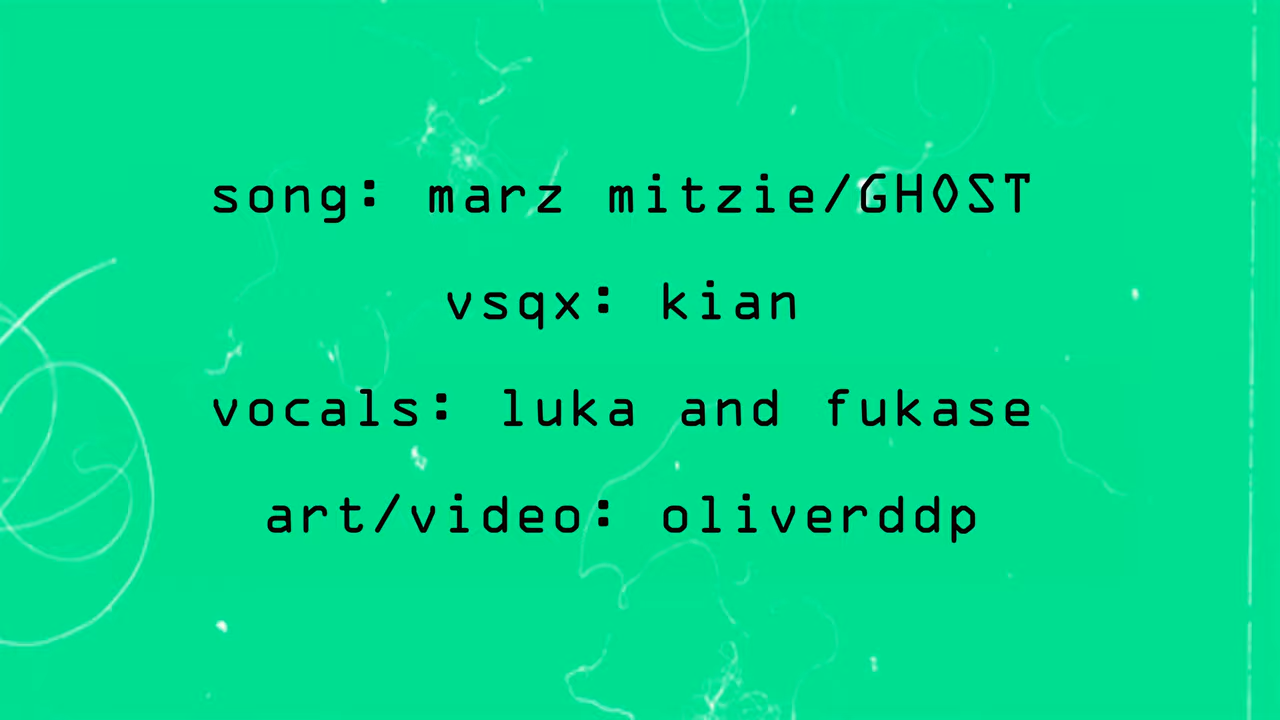 song: marz mitzie/GHOST
vsqx: kian
vocals: luka and fukase
art/video: oliverddp